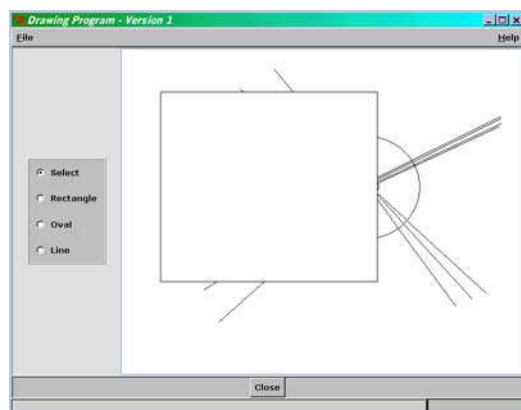 Drawing Program - Version 1
File Help
Select
Rectangle
Oval
Line
Close